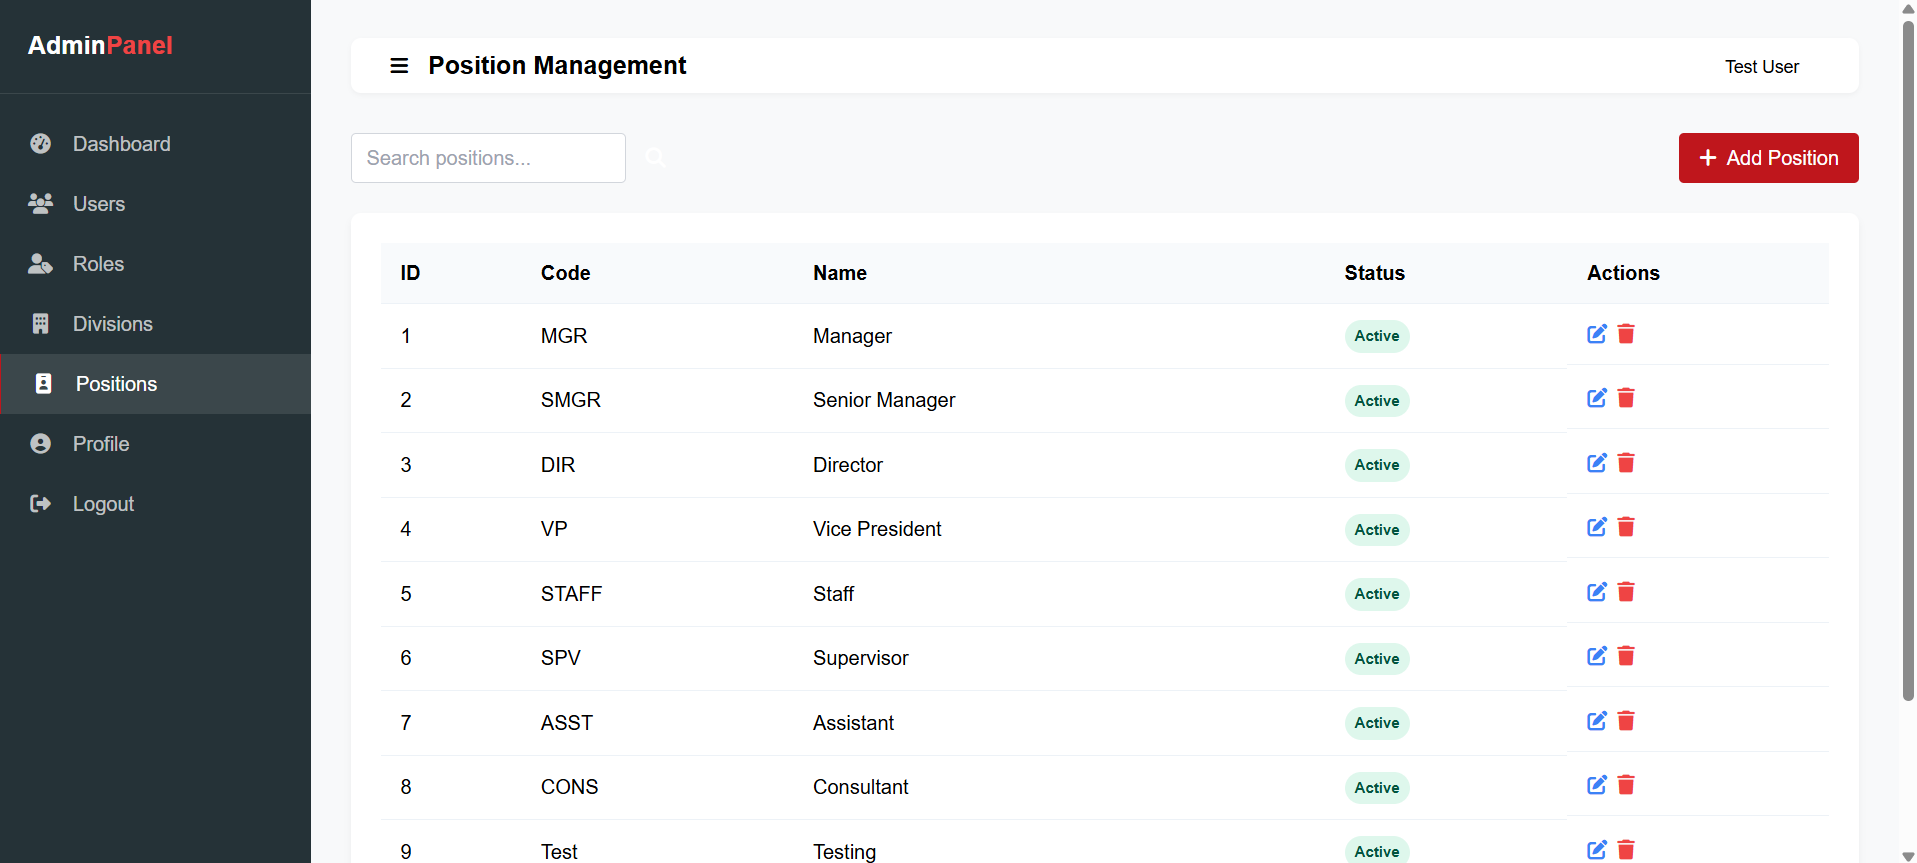 AdminPanel
Dashboard
Users
Roles
Divisions
Positions
Profile
Logout
Position Management
Test User
Search positions...
Add Position
ID Code Name Status Actions
1 MGR Manager Active
2 SMGR Senior Manager Active
3 DIR Director Active
4 VP Vice President Active
5 STAFF Staff Active
6 SPV Supervisor Active
7 ASST Assistant Active
8 CONS Consultant Active
9 Test Testing Active